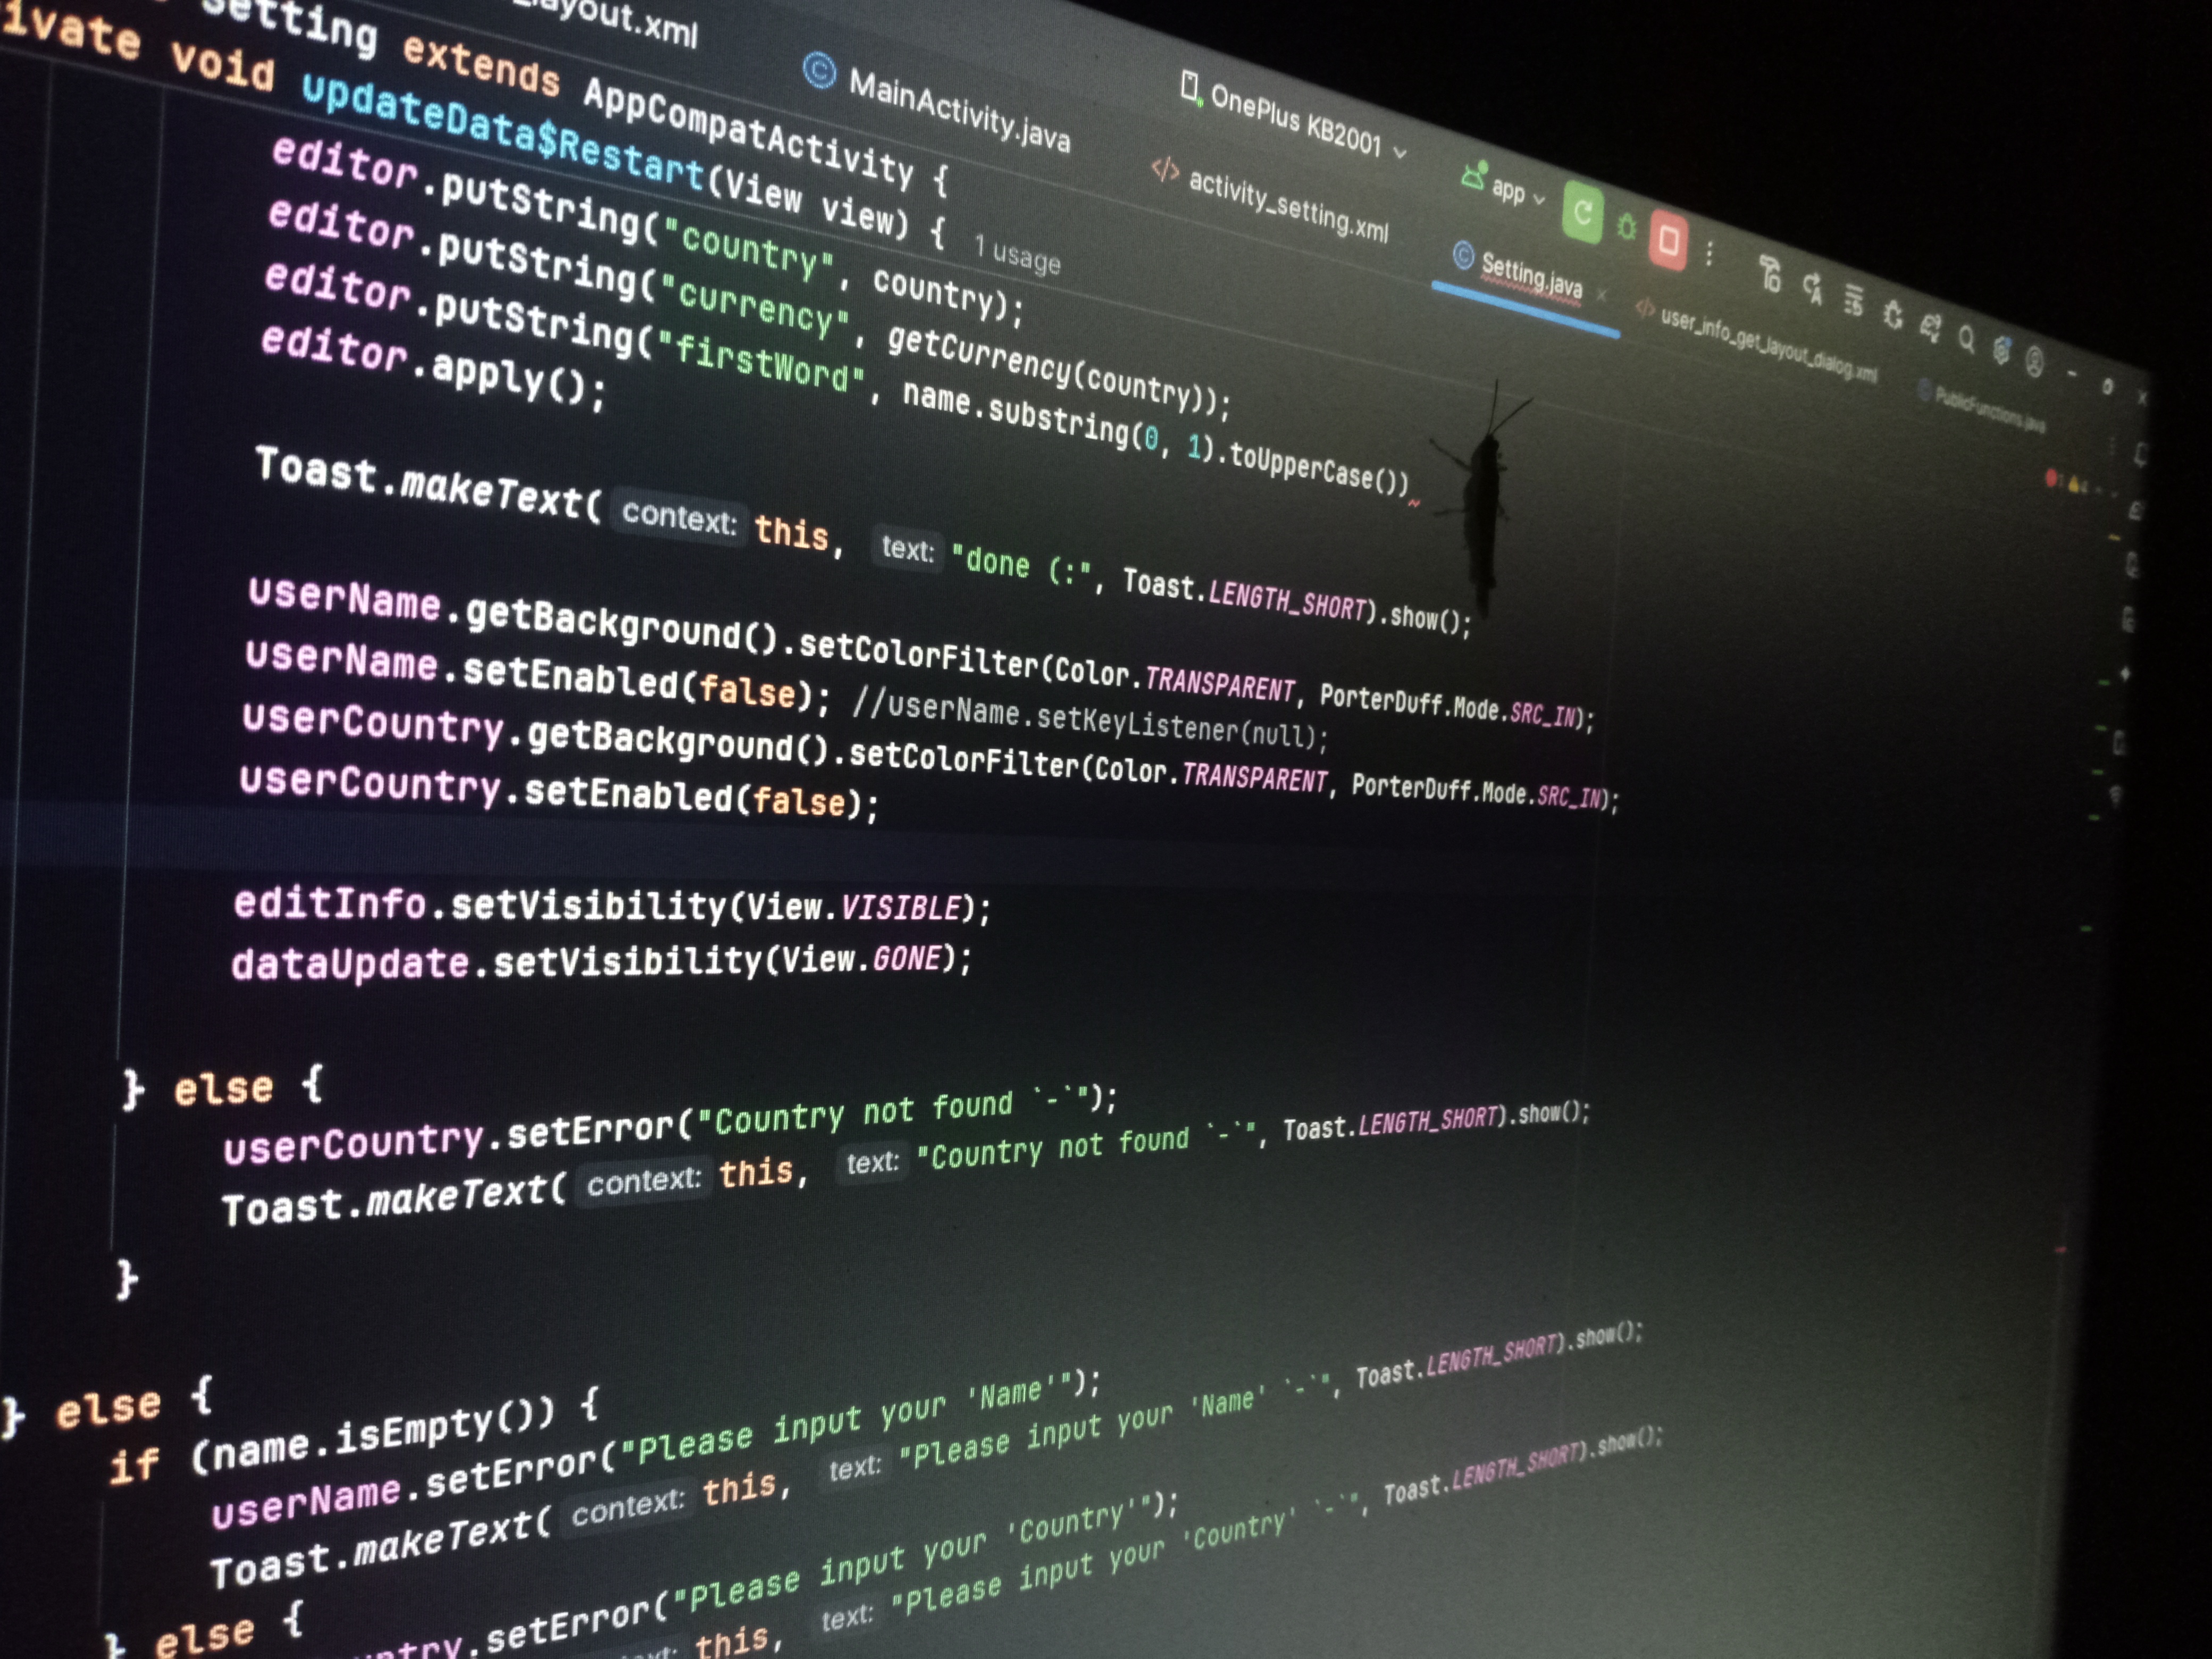 OnePlus KB2001
app
_layout.xml
MainActivity.java
activity_setting.xml
Setting.java
user_info_get_layout_dialog.xml
PublicFunctions.java
Setting extends AppCompatActivity {
ivate void updateData$Restart(View view) { 1 usage
editor.putString("country", country);
editor.putString("currency", getCurrency(country));
editor.putString("firstWord", name.substring(0, 1).toUpperCase())
editor.apply();
Toast.makeText( context: this, text: "done (:", Toast.LENGTH_SHORT).show();
userName.getBackground().setColorFilter(Color.TRANSPARENT, PorterDuff.Mode.SRC_IN);
userName.setEnabled(false); //userName.setKeyListener(null);
userCountry.getBackground().setColorFilter(Color.TRANSPARENT, PorterDuff.Mode.SRC_IN);
userCountry.setEnabled(false);
editInfo.setVisibility(View.VISIBLE);
dataUpdate.setVisibility(View.GONE);
} else {
userCountry.setError("Country not found `-`");
Toast.makeText( context: this, text: "Country not found `-`", Toast.LENGTH_SHORT).show();
}
} else {
if (name.isEmpty()) {
userName.setError("Please input your 'Name'");
Toast.makeText( context: this, text: "Please input your 'Name' `-`", Toast.LENGTH_SHORT).show();
} else {
untry.setError("Please input your 'Country'");
this, text: "Please input your 'Country' `-`", Toast.LENGTH_SHORT).show();